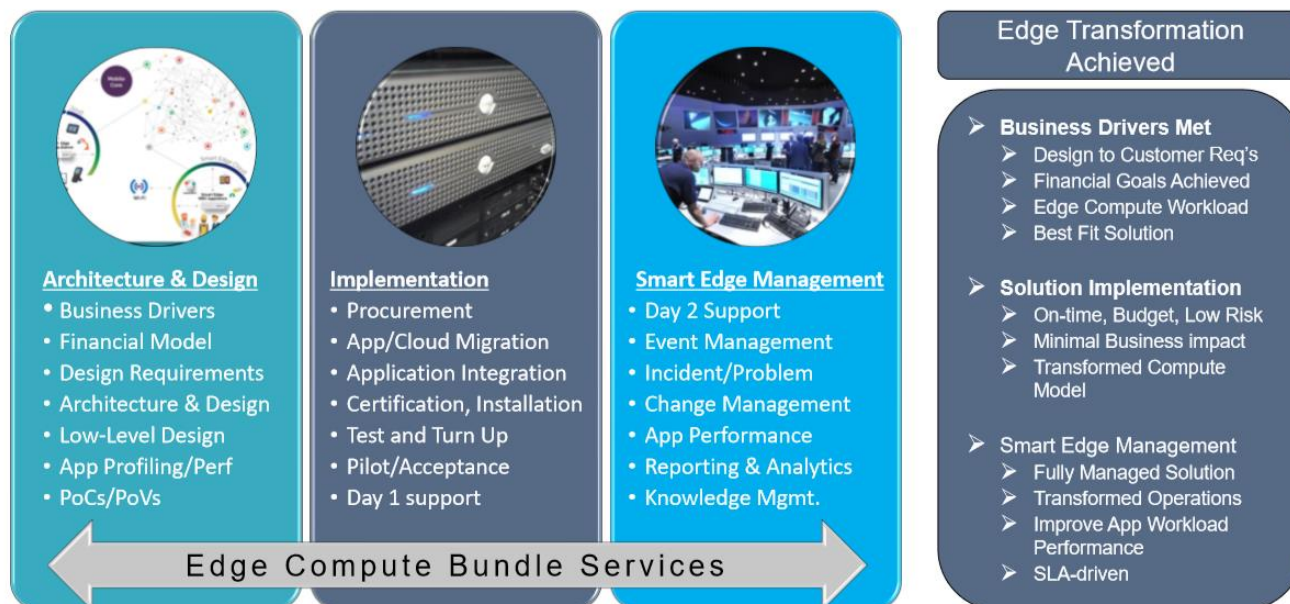 Mobile
Core
Wi-Fi
Architecture & Design
• Business Drivers
• Financial Model
• Design Requirements
• Architecture & Design
• Low-Level Design
• App Profiling/Perf
• PoCs/PoVs
Implementation
• Procurement
• App/Cloud Migration
• Application Integration
• Certification, Installation
• Test and Turn Up
• Pilot/Acceptance
• Day 1 support
Smart Edge Management
• Day 2 Support
• Event Management
• Incident/Problem
• Change Management
• App Performance
• Reporting & Analytics
• Knowledge Mgmt.
Edge Compute Bundle Services
Edge Transformation
Achieved
➢ Business Drivers Met
➢ Design to Customer Req's
➢ Financial Goals Achieved
➢ Edge Compute Workload
➢ Best Fit Solution
➢ Solution Implementation
➢ On-time, Budget, Low Risk
➢ Minimal Business impact
➢ Transformed Compute
Model
➢ Smart Edge Management
➢ Fully Managed Solution
➢ Transformed Operations
➢ Improve App Workload
Performance
➢ SLA-driven